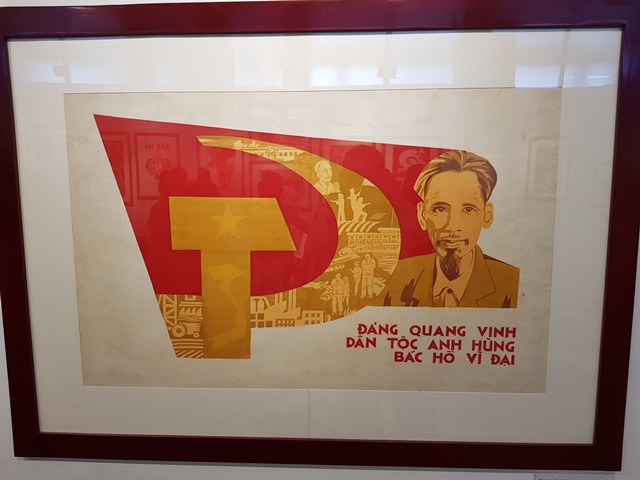 ĐẢNG QUANG VINH
DÂN TỘC ANH HÙNG
BÁC HỒ VĨ ĐẠI